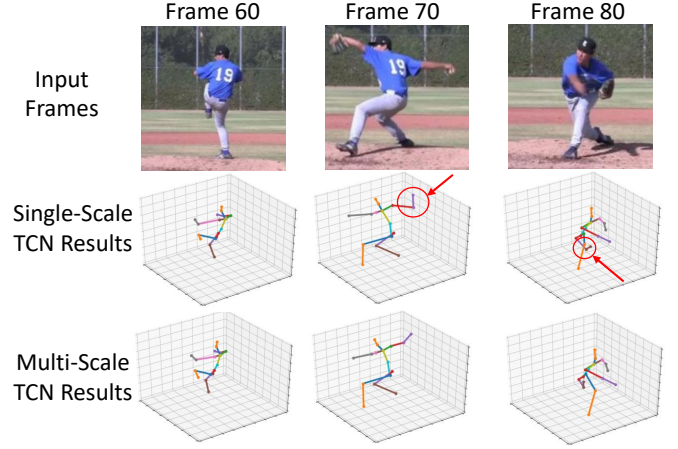 Frame 60 Frame 70 Frame 80
Input
Frames
19
19
Single-Scale
TCN Results
Multi-Scale
TCN Results